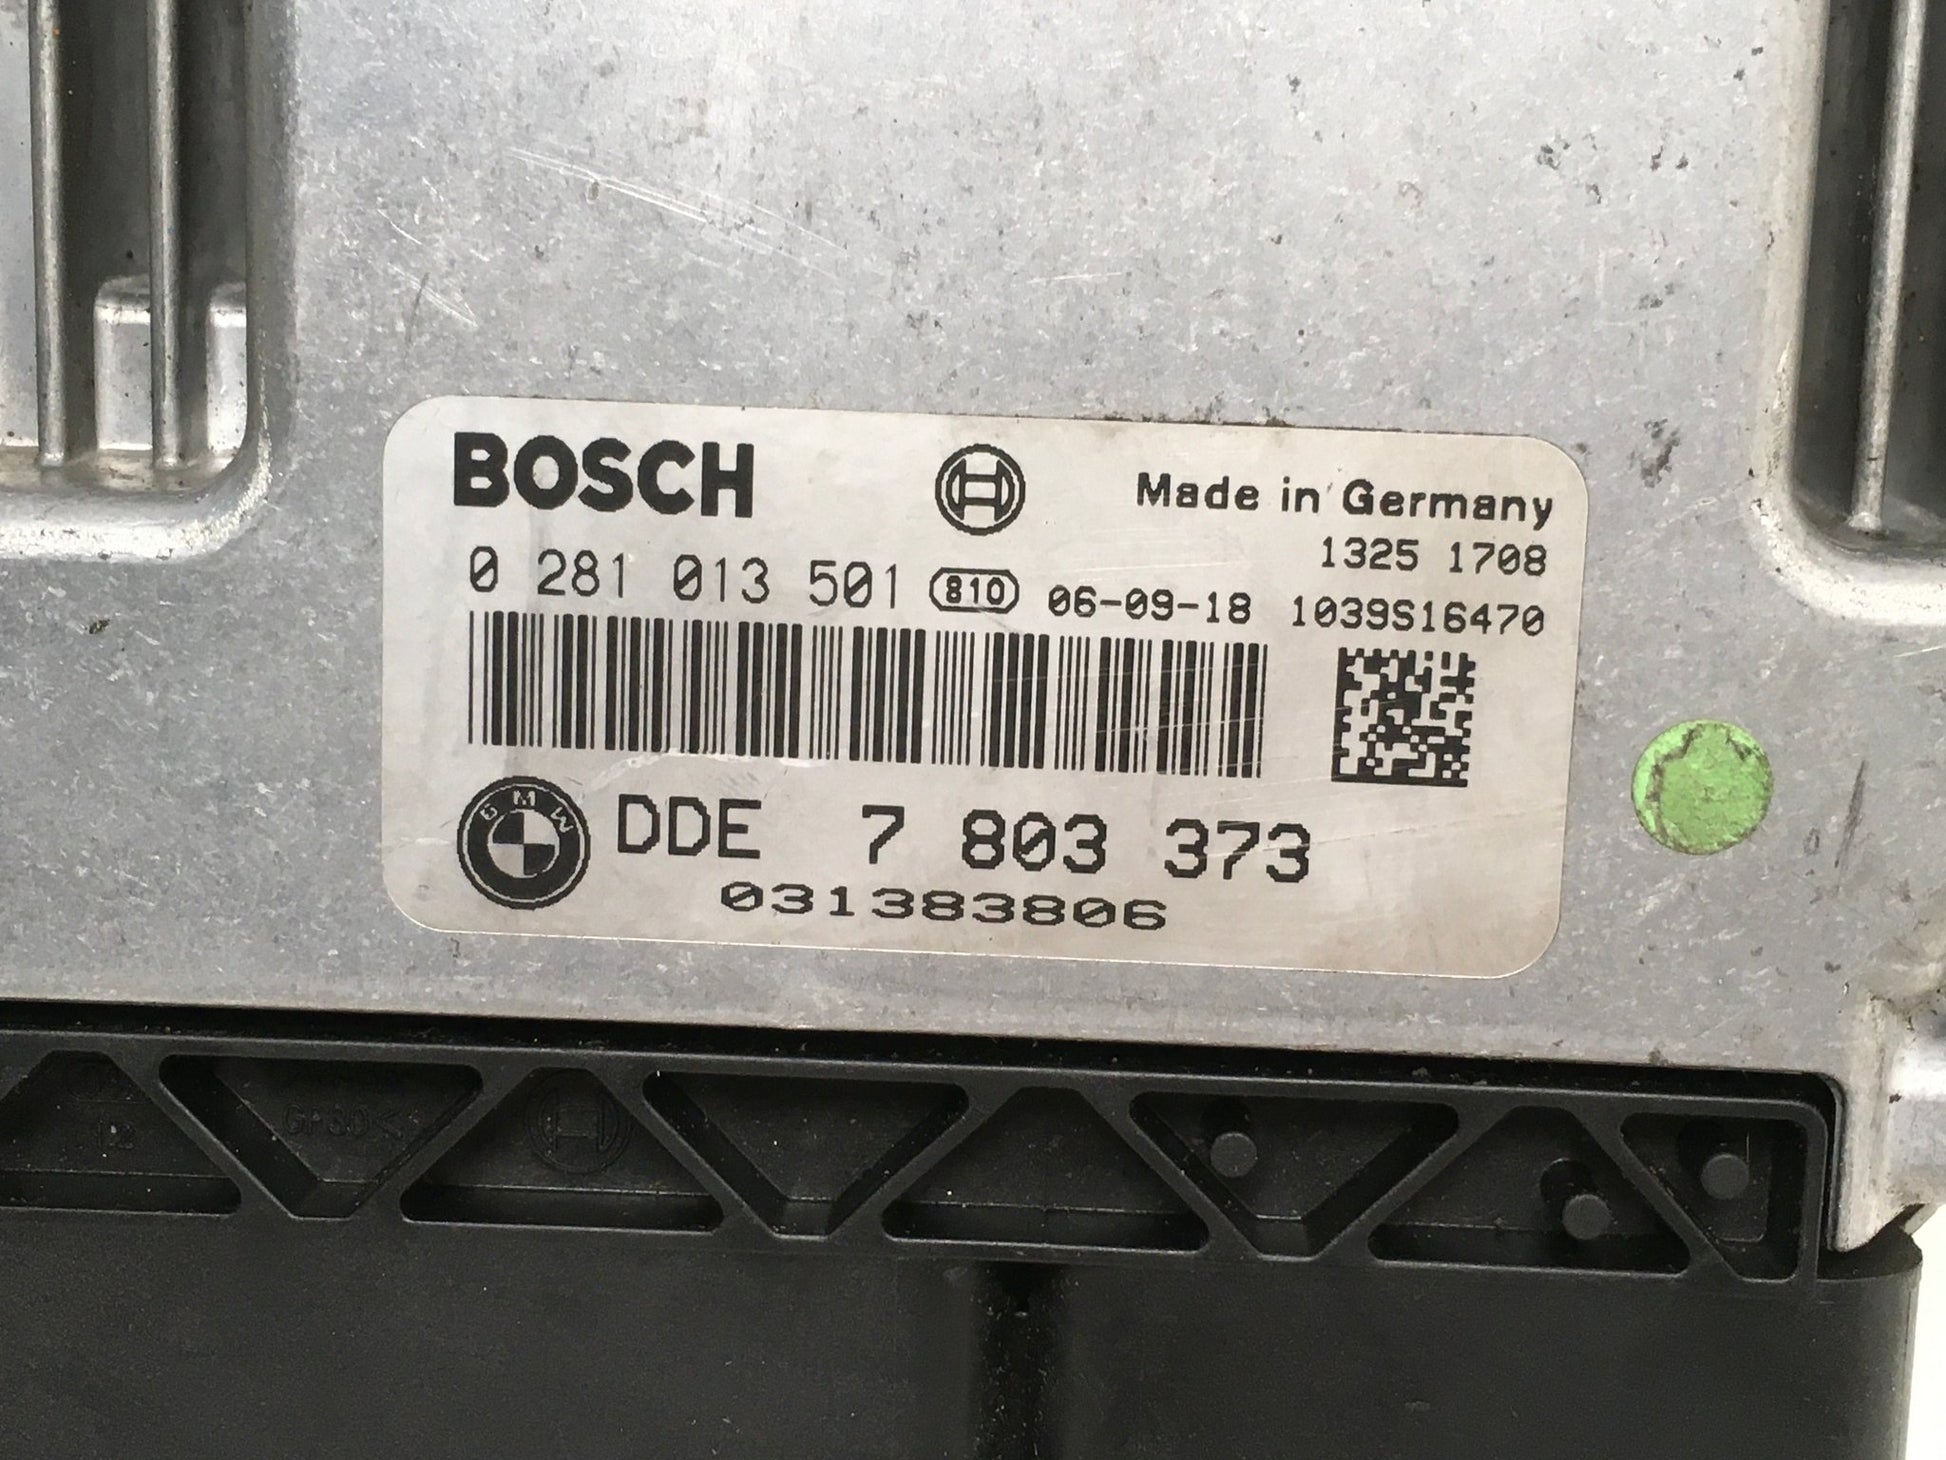 BOSCH
Made in Germany
1325 1708
0 281 013 501 810 06-09-18 1039S16470
BMW
DDE 7 803 373
031383806